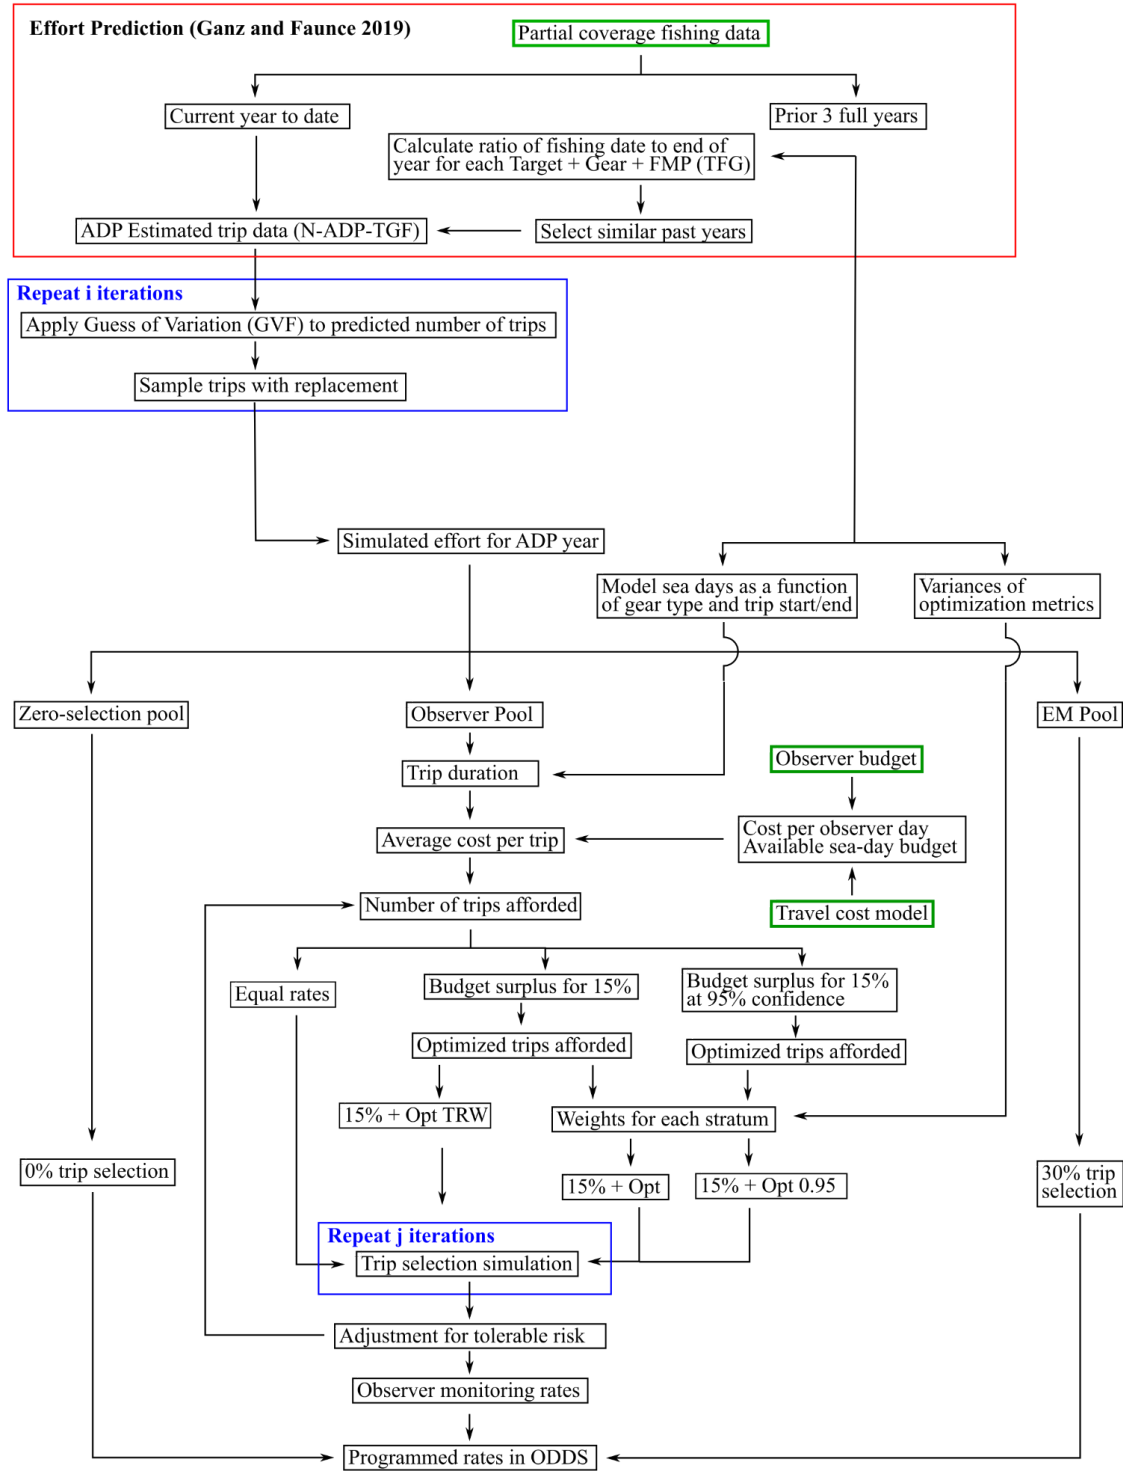 Effort Prediction (Ganz and Faunce 2019)
Partial coverage fishing data
Current year to date
Prior 3 full years
Calculate ratio of fishing date to end of
year for each Target + Gear + FMP (TFG)
ADP Estimated trip data (N-ADP-TGF)
Select similar past years
Repeat i iterations
Apply Guess of Variation (GVF) to predicted number of trips
Sample trips with replacement
Simulated effort for ADP year
Model sea days as a function
of gear type and trip start/end
Variances of
optimization metrics
Zero-selection pool
Observer Pool
EM Pool
Observer budget
Trip duration
Cost per observer day
Available sea-day budget
Average cost per trip
Number of trips afforded
Travel cost model
Equal rates
Budget surplus for 15%
Budget surplus for 15%
at 95% confidence
Optimized trips afforded
Optimized trips afforded
15% + Opt TRW
Weights for each stratum
0% trip selection
15% + Opt
15% + Opt 0.95
30% trip
selection
Repeat j iterations
Trip selection simulation
Adjustment for tolerable risk
Observer monitoring rates
Programmed rates in ODDS